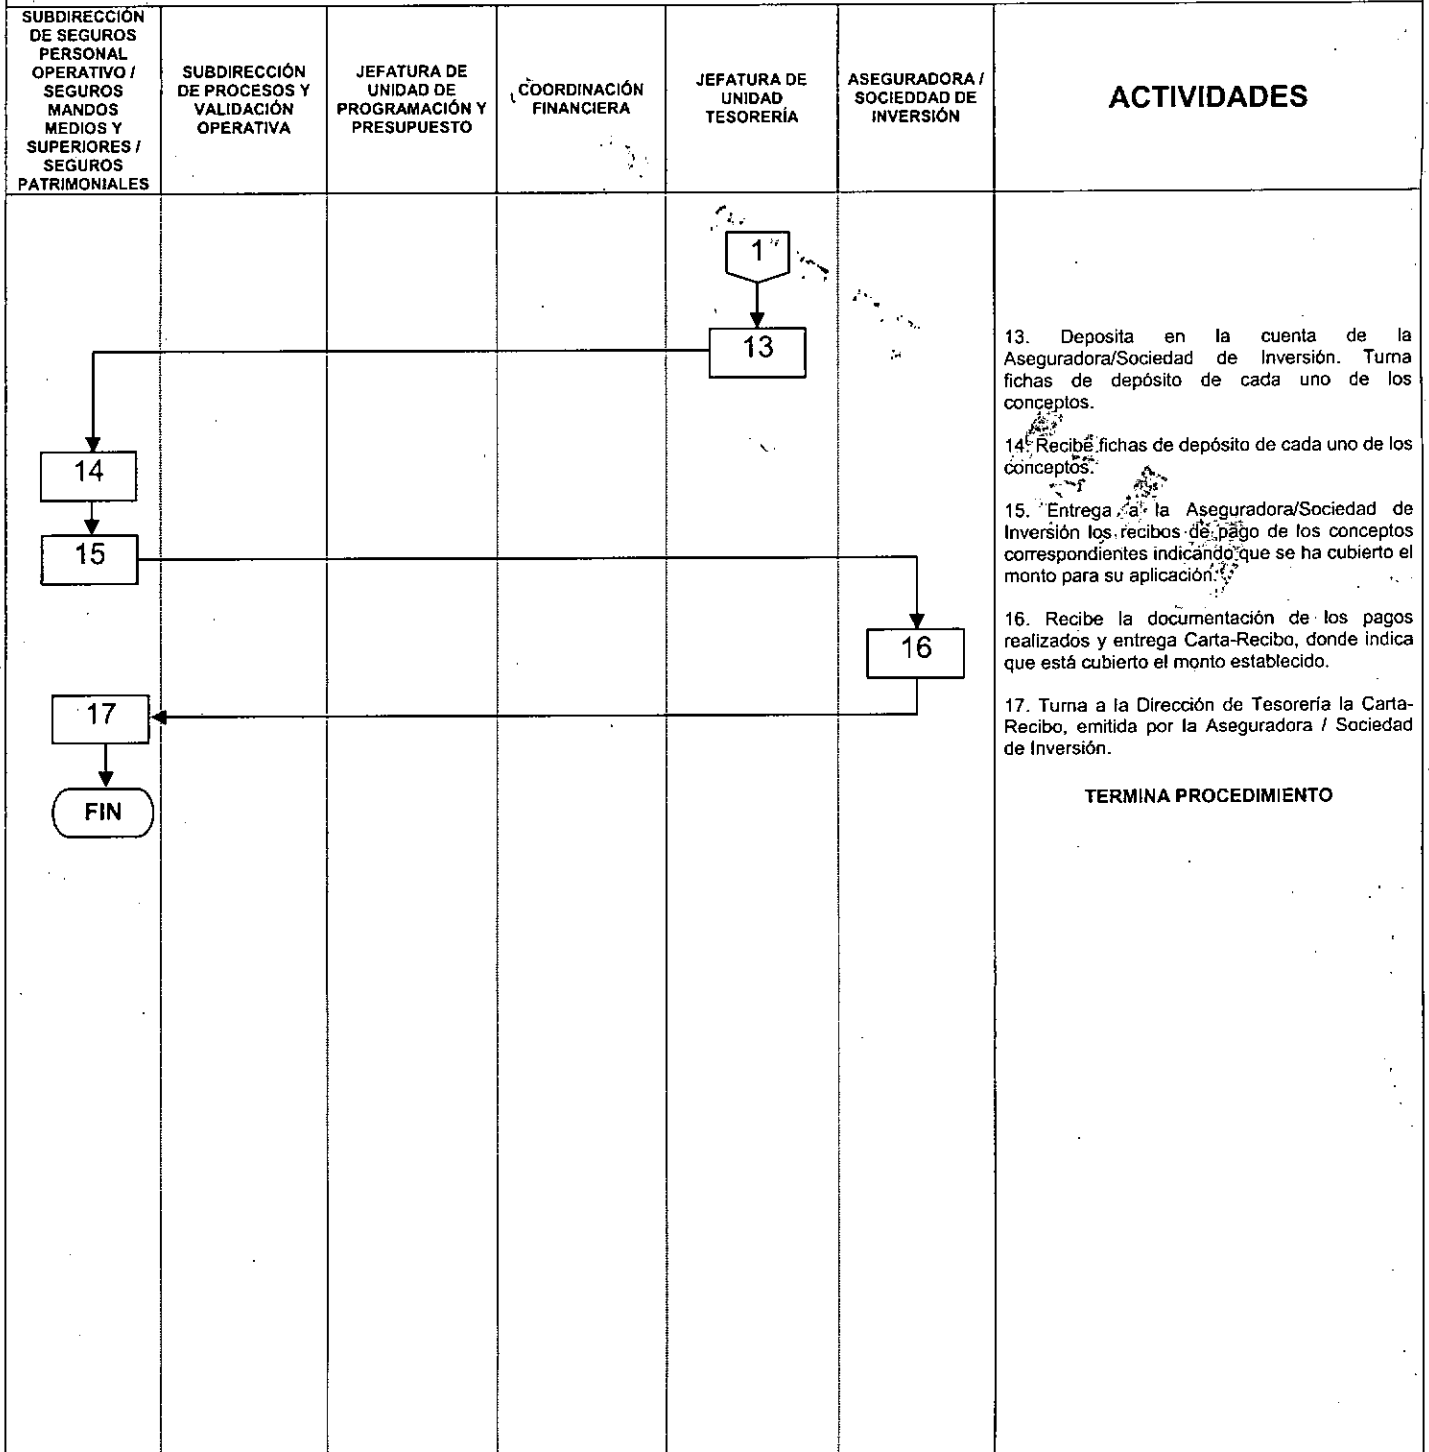 SUBDIRECCIÓN
DE SEGUROS
PERSONAL
OPERATIVO /
SEGUROS
MANDOS
MEDIOS Y
SUPERIORES /
SEGUROS
PATRIMONIALES
SUBDIRECCIÓN
DE PROCESOS Y
VALIDACIÓN
OPERATIVA
JEFATURA DE
UNIDAD DE
PROGRAMACIÓN Y
PRESUPUESTO
COORDINACIÓN
FINANCIERA
JEFATURA DE
UNIDAD
TESORERÍA
ASEGURADORA /
SOCIEDDAD DE
INVERSIÓN
ACTIVIDADES
1
13
14
15
16
17
FIN
13. Deposita en la cuenta de la
Aseguradora/Sociedad de Inversión. Turna
fichas de depósito de cada uno de los
conceptos.
14. Recibe fichas de depósito de cada uno de los
conceptos.
15. Entrega a la Aseguradora/Sociedad de
Inversión los recibos de pago de los conceptos
correspondientes indicando que se ha cubierto el
monto para su aplicación.
16. Recibe la documentación de los pagos
realizados y entrega Carta-Recibo, donde indica
que está cubierto el monto establecido.
17. Turna a la Dirección de Tesorería la Carta-
Recibo, emitida por la Aseguradora / Sociedad
de Inversión.
TERMINA PROCEDIMIENTO